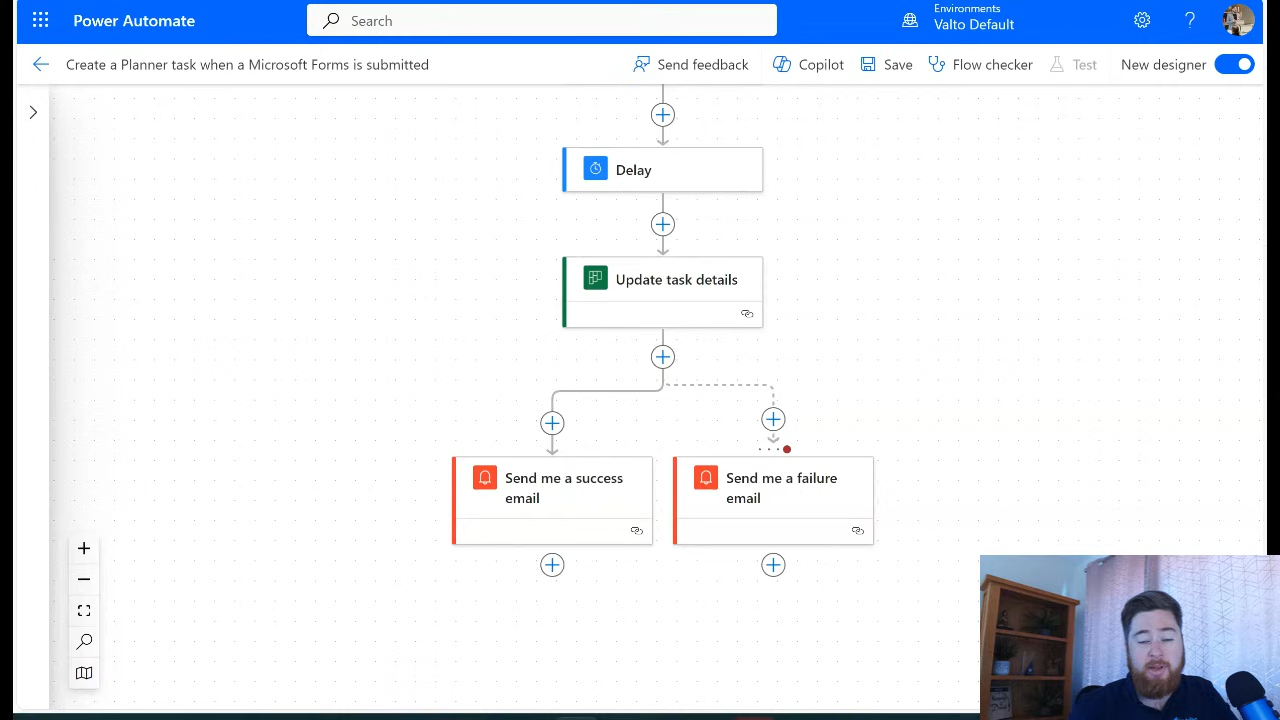 Power Automate
Search
Environments
Valto Default
?
Create a Planner task when a Microsoft Forms is submitted
Send feedback
Copilot
Save
Flow checker
Test
New designer
Delay
Update task details
Send me a success
email
Send me a failure
email